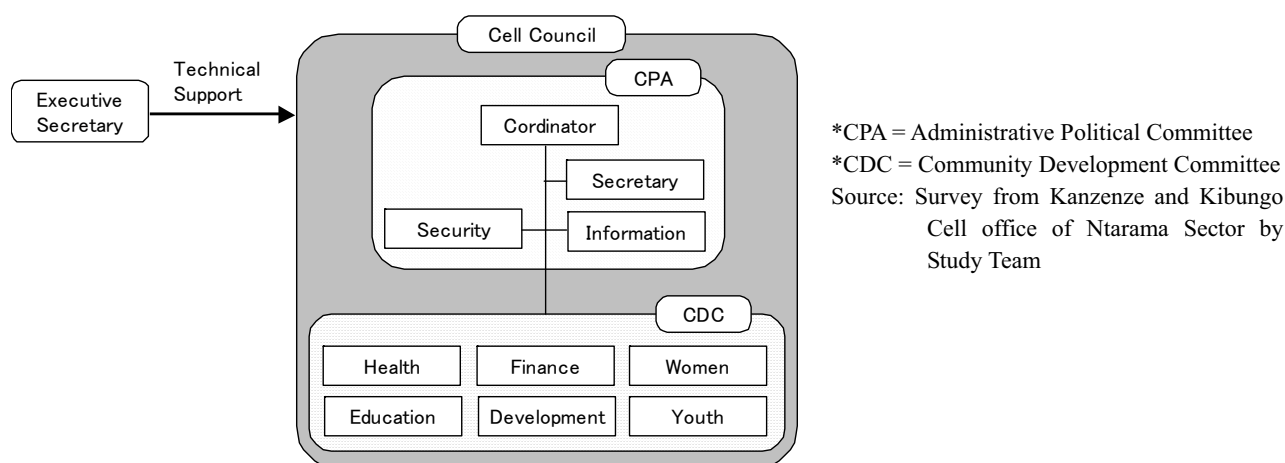 Cell Council
CPA
Technical
Support
Executive
Secretary
Cordinator
Secretary
Security
Information
CDC
Health
Finance
Women
Education
Development
Youth
*CPA = Administrative Political Committee
*CDC = Community Development Committee
Source: Survey from Kanzenze and Kibungo
Cell office of Ntarama Sector by
Study Team